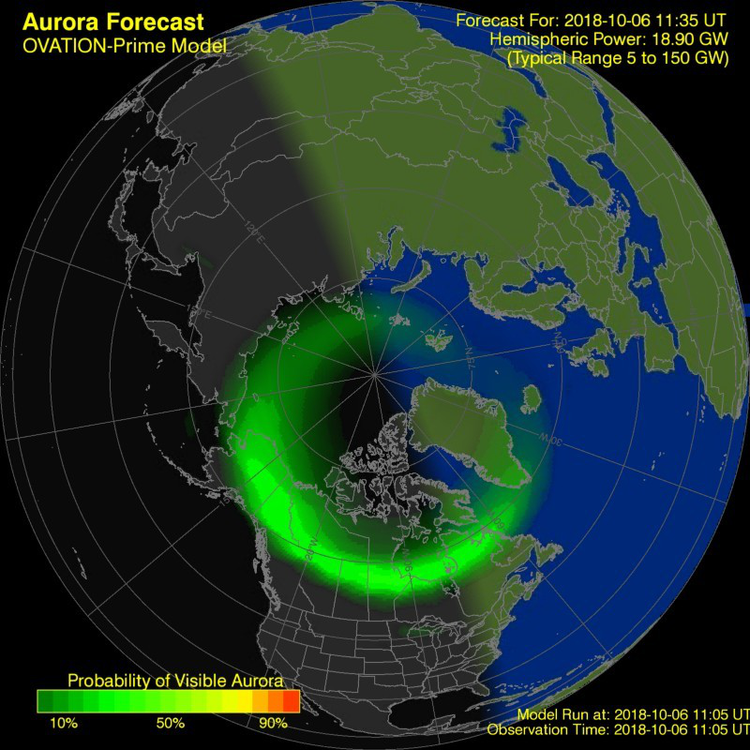 Aurora Forecast
OVATION-Prime Model
Forecast For: 2018-10-06 11:35 UT
Hemispheric Power: 18.90 GW
(Typical Range 5 to 150 GW)
120°E
30°W
Probability of Visible Aurora
10% 50% 90%
Model Run at: 2018-10-06 11:05 UT
Observation Time: 2018-10-06 11:05 UT